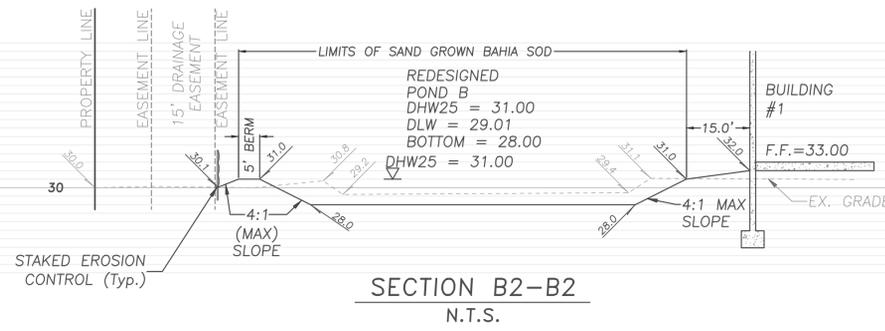 PROPERTY LINE
EASEMENT LINE
15' DRAINAGE
EASEMENT
EASEMENT LINE
LIMITS OF SAND GROWN BAHIA SOD
REDESIGNED
POND B
DHW25 = 31.00
DLW = 29.01
BOTTOM = 28.00
DHW25 = 31.00
BUILDING
#1
15.0'
F.F.=33.00
5' BERM
30.0
30.1
31.0
30.8
29.2
31.1
29.4
31.0
32.0
30
4:1
(MAX)
SLOPE
28.0
28.0
4:1 MAX
SLOPE
EX. GRADE
STAKED EROSION
CONTROL (Typ.)
SECTION B2-B2
N.T.S.